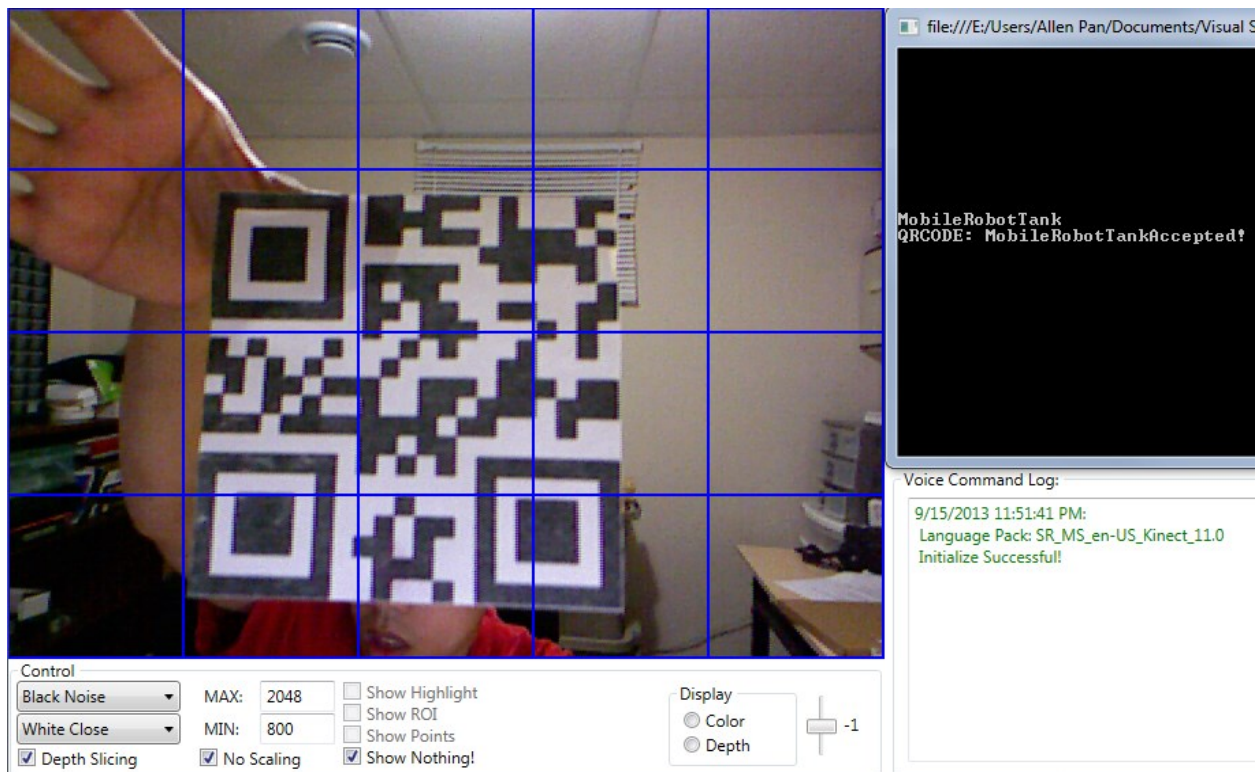 file:///E:/Users/Allen Pan/Documents/Visual S
MobileRobotTank
QRCODE: MobileRobotTankAccepted!
Voice Command Log:
9/15/2013 11:51:41 PM:
Language Pack: SR_MS_en-US_Kinect_11.0
Initialize Successful!
Control
Black Noise
MAX: 2048
Show Highlight
Show ROI
White Close
MIN: 800
Show Points
Depth Slicing
No Scaling
Show Nothing!
Display
Color
Depth
-1